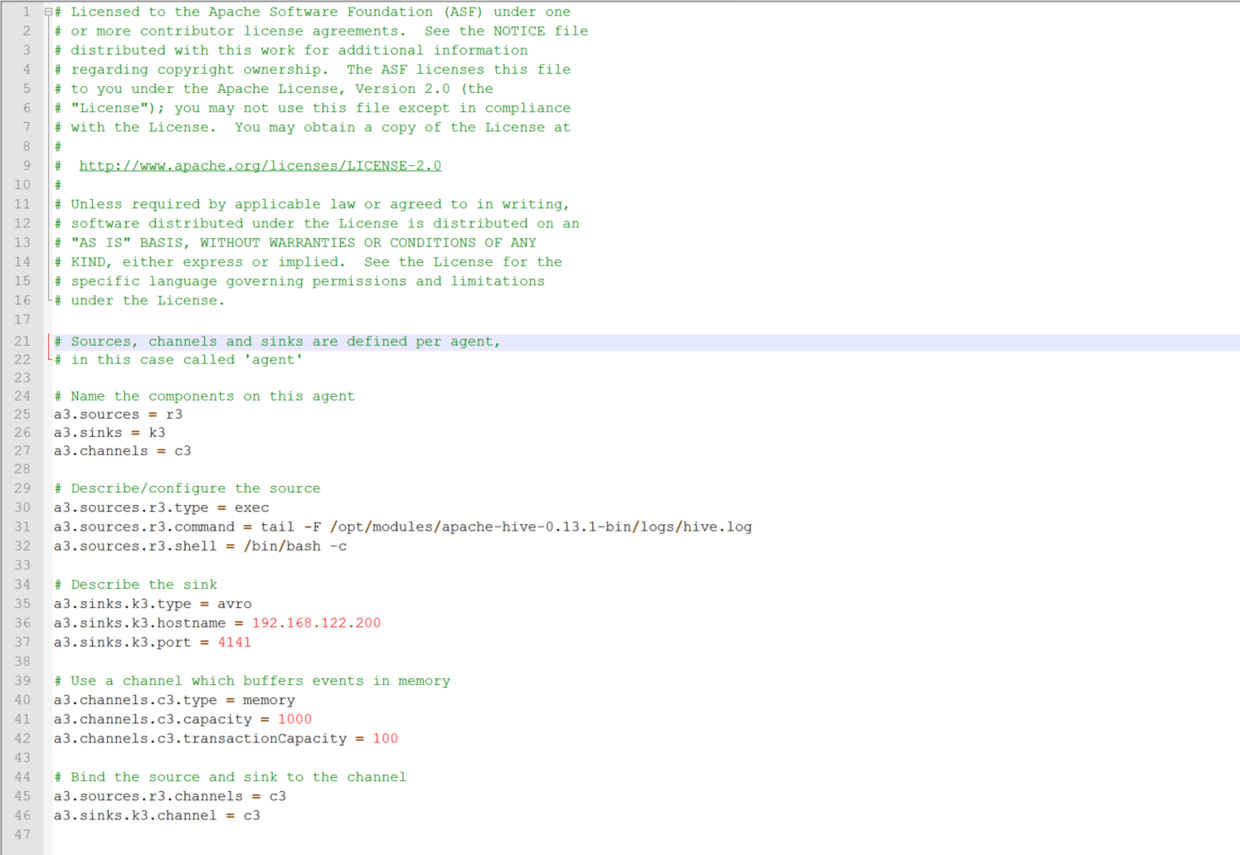 1 # Licensed to the Apache Software Foundation (ASF) under one
2 # or more contributor license agreements.  See the NOTICE file
3 # distributed with this work for additional information
4 # regarding copyright ownership.  The ASF licenses this file
5 # to you under the Apache License, Version 2.0 (the
6 # "License"); you may not use this file except in compliance
7 # with the License.  You may obtain a copy of the License at
8 #
9 #  http://www.apache.org/licenses/LICENSE-2.0
10 #
11 # Unless required by applicable law or agreed to in writing,
12 # software distributed under the License is distributed on an
13 # "AS IS" BASIS, WITHOUT WARRANTIES OR CONDITIONS OF ANY
14 # KIND, either express or implied.  See the License for the
15 # specific language governing permissions and limitations
16 # under the License.
17
21 # Sources, channels and sinks are defined per agent,
22 # in this case called 'agent'
23
24 # Name the components on this agent
25 a3.sources = r3
26 a3.sinks = k3
27 a3.channels = c3
28
29 # Describe/configure the source
30 a3.sources.r3.type = exec
31 a3.sources.r3.command = tail -F /opt/modules/apache-hive-0.13.1-bin/logs/hive.log
32 a3.sources.r3.shell = /bin/bash -c
33
34 # Describe the sink
35 a3.sinks.k3.type = avro
36 a3.sinks.k3.hostname = 192.168.122.200
37 a3.sinks.k3.port = 4141
38
39 # Use a channel which buffers events in memory
40 a3.channels.c3.type = memory
41 a3.channels.c3.capacity = 1000
42 a3.channels.c3.transactionCapacity = 100
43
44 # Bind the source and sink to the channel
45 a3.sources.r3.channels = c3
46 a3.sinks.k3.channel = c3
47